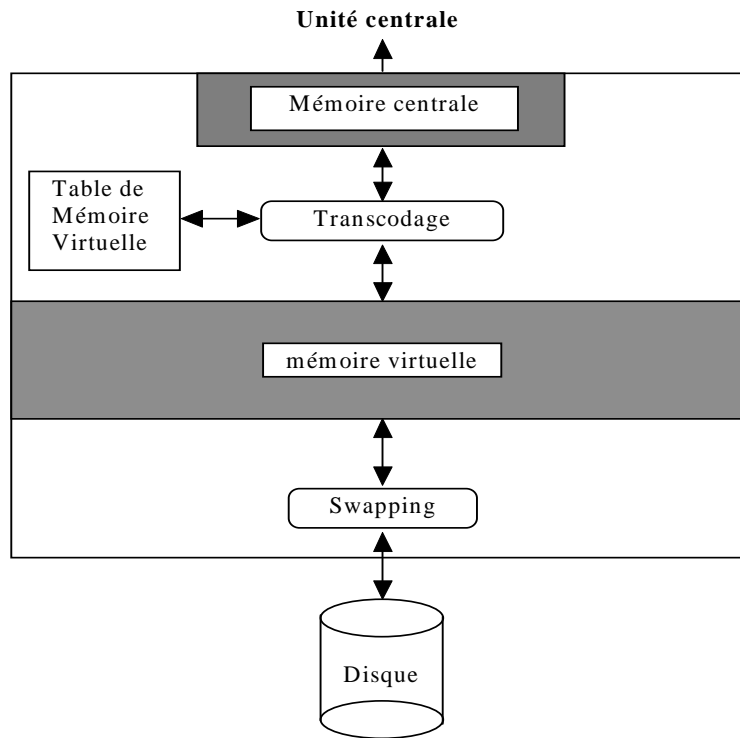 Unité centrale
Mémoire centrale
Table de
Mémoire
Virtuelle
Transcodage
mémoire virtuelle
Swapping
Disque